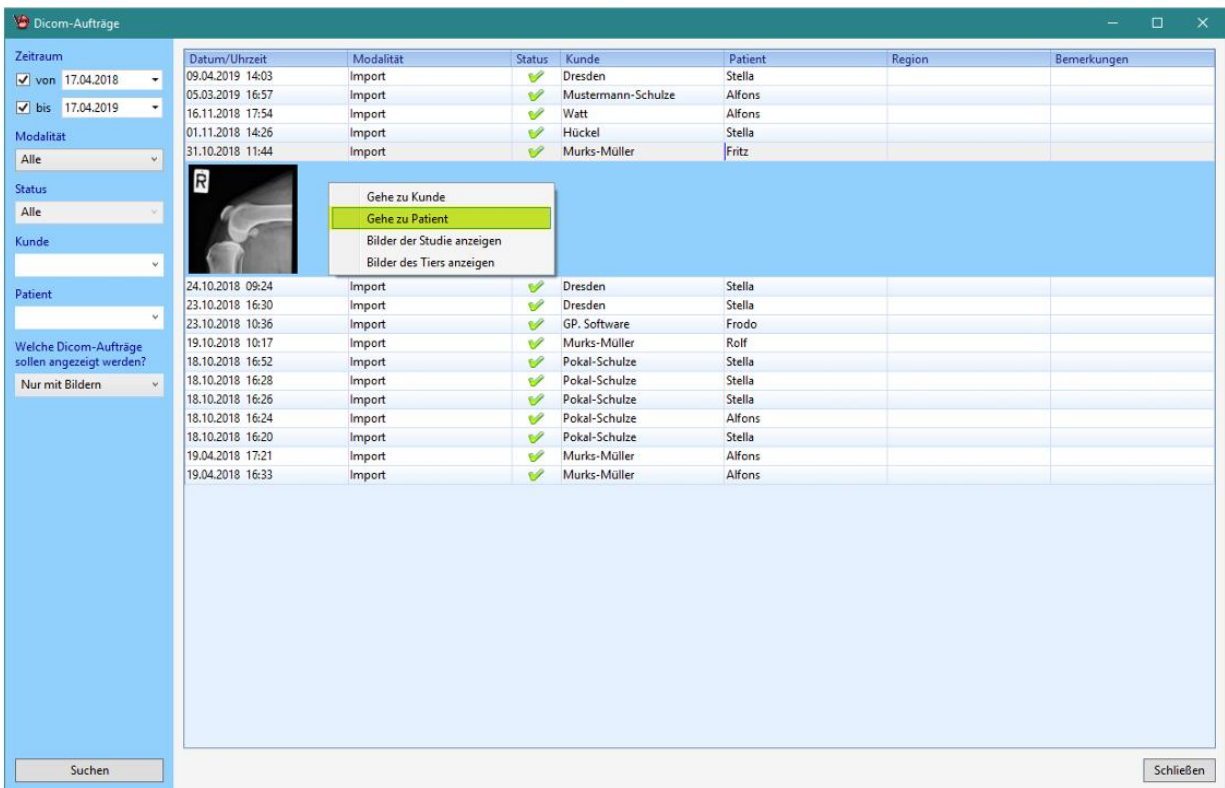 Dicom-Aufträge
Zeitraum
von 17.04.2018
bis 17.04.2019
Modalität
Alle
Status
Alle
Kunde
Patient
Welche Dicom-Aufträge
sollen angezeigt werden?
Nur mit Bildern
Suchen
Datum/Uhrzeit Modalität Status Kunde Patient Region Bemerkungen
09.04.2019 14:03 Import Dresden Stella
05.03.2019 16:57 Import Mustermann-Schulze Alfons
16.11.2018 17:54 Import Watt Alfons
01.11.2018 14:26 Import Hückel Stella
31.10.2018 11:44 Import Murks-Müller Fritz
R
Gehe zu Kunde
Gehe zu Patient
Bilder der Studie anzeigen
Bilder des Tiers anzeigen
24.10.2018 09:24 Import Dresden Stella
23.10.2018 16:30 Import Dresden Stella
23.10.2018 10:36 Import GP. Software Frodo
19.10.2018 10:17 Import Murks-Müller Rolf
18.10.2018 16:52 Import Pokal-Schulze Stella
18.10.2018 16:28 Import Pokal-Schulze Stella
18.10.2018 16:26 Import Pokal-Schulze Stella
18.10.2018 16:24 Import Pokal-Schulze Alfons
18.10.2018 16:20 Import Pokal-Schulze Stella
19.04.2018 17:21 Import Murks-Müller Alfons
19.04.2018 16:33 Import Murks-Müller Alfons
Schließen